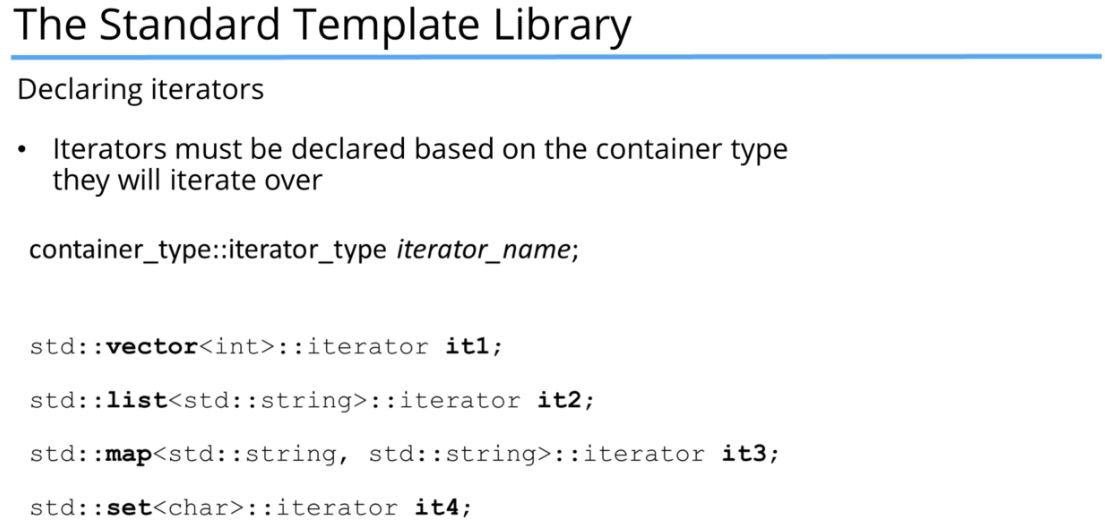 The Standard Template Library
Declaring iterators
• Iterators must be declared based on the container type
they will iterate over
container_type::iterator_type iterator_name;
std::vector<int>::iterator it1;
std::list<std::string>::iterator it2;
std::map<std::string, std::string>::iterator it3;
std::set<char>::iterator it4;